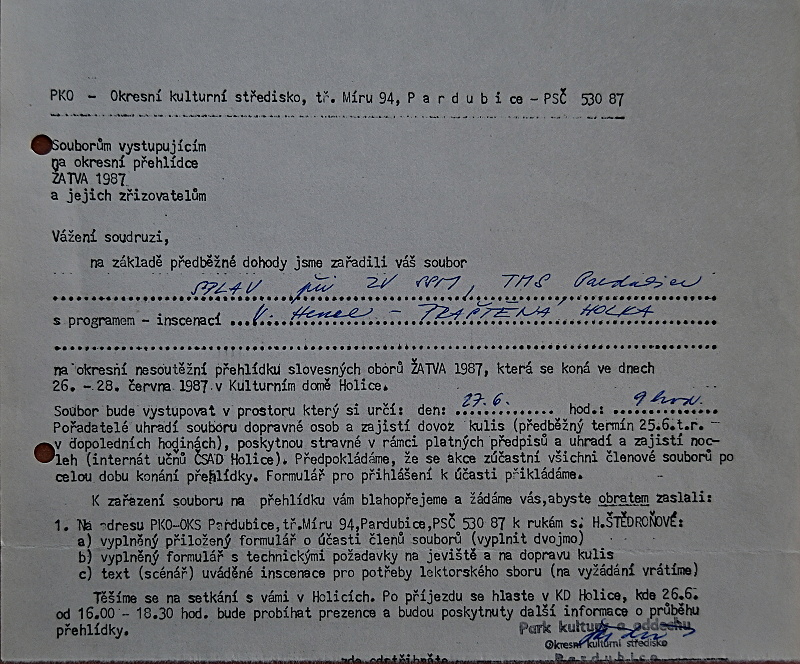 PKO – Okresní kulturní středisko, tř. Míru 94, P a r d u b i c e – PSČ 530 87
Souborům vystupujícím
na okresní přehlídce
ŽATVA 1987
a jejich zřizovatelům
Vážení soudruzi,
na základě předběžné dohody jsme zařadili váš soubor
při ZV SSM, TMS Pardubice
s programem – inscenací V. – TRAPTĚNÁ HOLKA
na okresní nesoutěžní přehlídku slovesných oborů ŽATVA 1987, která se koná ve dnech
26. – 28. června 1987 v Kulturním domě Holice.
Soubor bude vystupovat v prostoru který si určí: den: 27.6. hod.: 9 hod.
Pořadatelé uhradí souboru dopravné osob a zajistí dovoz kulis (předběžný termín 25.6.t.r. –
v dopoledních hodinách), poskytnou stravné v rámci platných předpisů a uhradí a zajistí noc-
leh (internát učňů ČSAD Holice). Předpokládáme, že se akce zúčastní všichni členové souborů po
celou dobu konání přehlídky. Formulář pro přihlášení k účasti přikládáme.
K zařazení souboru na přehlídku vám blahopřejeme a žádáme vás,abyste obratem zaslali:
1. Na adresu PKO-OKS Pardubice,tř.Míru 94,Pardubice,PSČ 530 87 k rukám s. H.ŠTĚDROŇOVÉ:
a) vyplněný přiložený formulář o účasti členů souborů (vyplnit dvojmo)
b) vyplněný formulář s technickými požadavky na jeviště a na dopravu kulis
c) text (scénář) uváděné inscenace pro potřeby lektorského sboru (na vyžádání vrátíme)
Těšíme se na setkání s vámi v Holicích. Po příjezdu se hlaste v KD Holice, kde 26.6.
od 16.00 – 18.30 hod. bude probíhat prezence a budou poskytnuty další informace o průběhu
přehlídky.
Park kultury a oddechu
Okresní kulturní středisko
Pardubice
zde odstřihněte